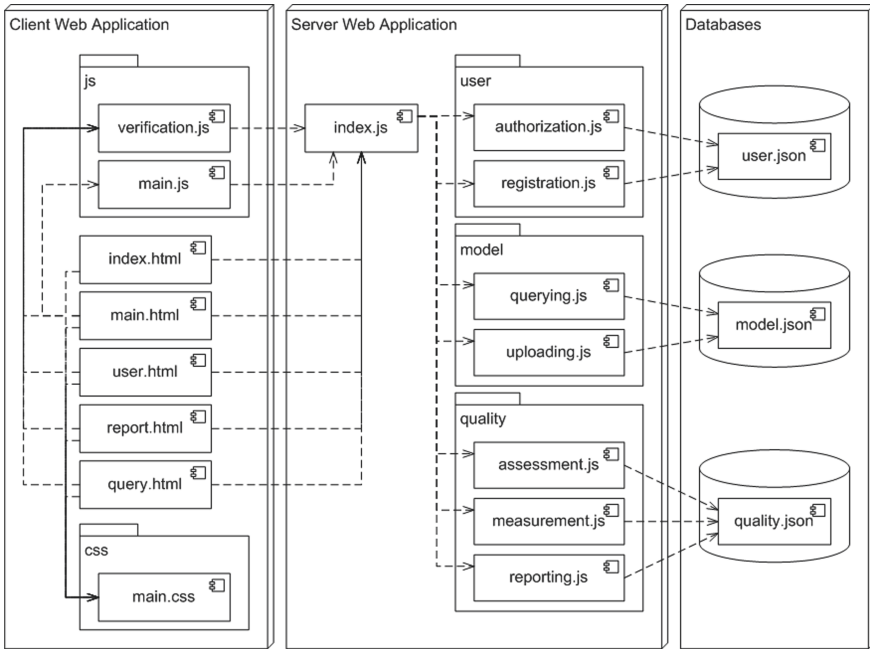 Client Web Application
js
verification.js
main.js
index.html
main.html
user.html
report.html
query.html
css
main.css
Server Web Application
index.js
user
authorization.js
registration.js
model
querying.js
uploading.js
quality
assessment.js
measurement.js
reporting.js
Databases
user.json
model.json
quality.json